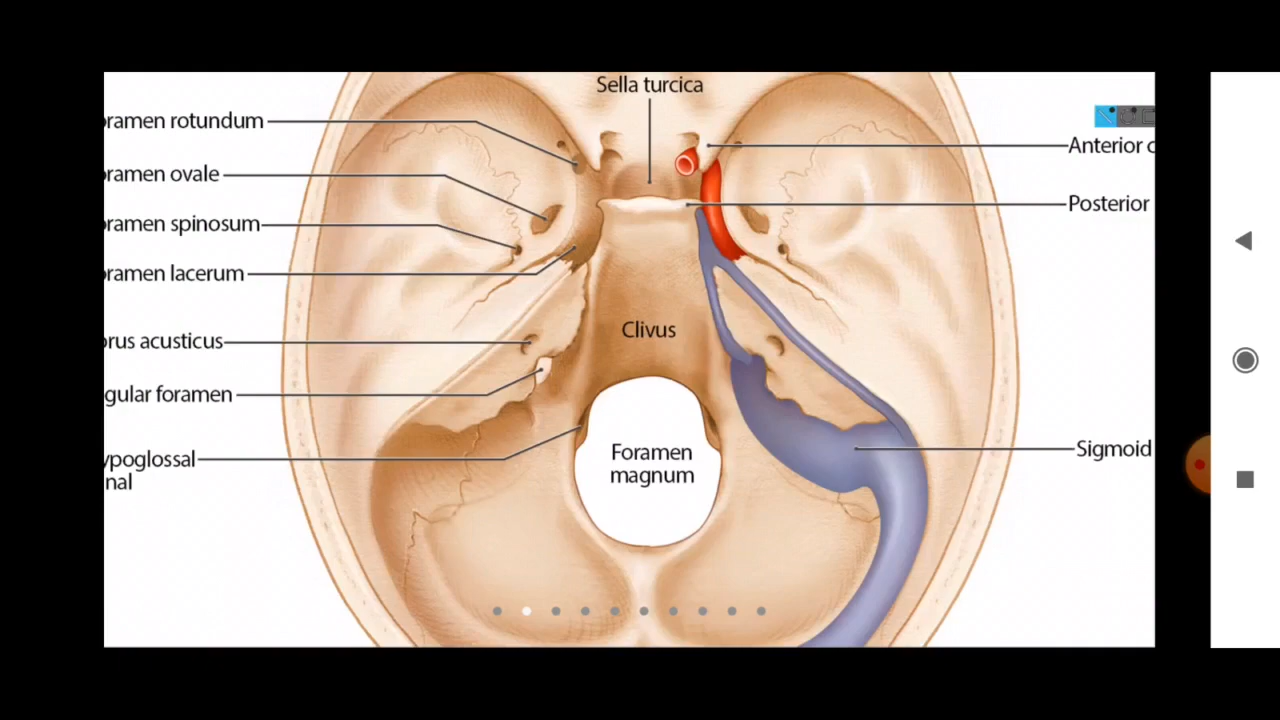 Sella turcica
oramen rotundum
oramen ovale
oramen spinosum
oramen lacerum
orus acusticus
gular foramen
ypoglossal
nal
Anterior c
Posterior
Clivus
Foramen
magnum
Sigmoid